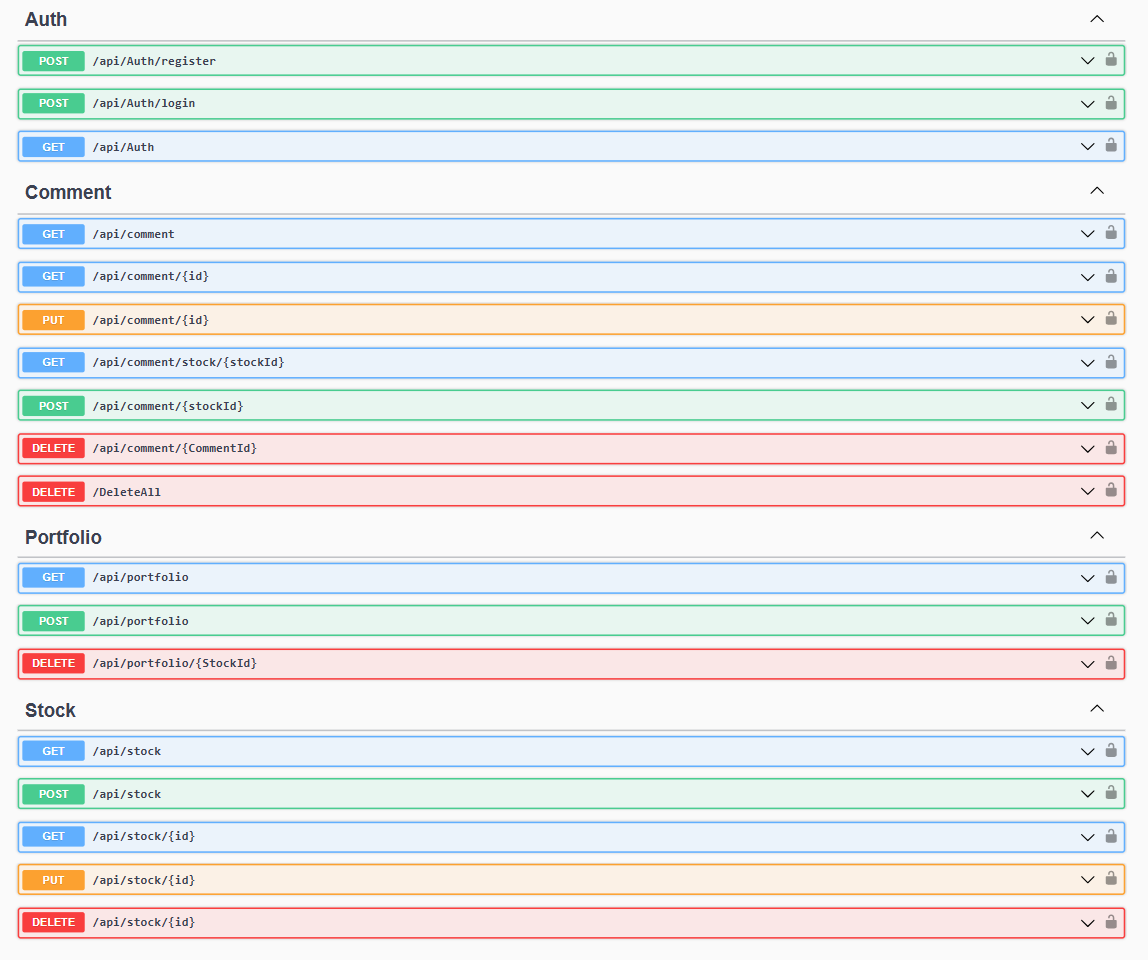 Auth
POST /api/Auth/register
POST /api/Auth/login
GET /api/Auth
Comment
GET /api/comment
GET /api/comment/{id}
PUT /api/comment/{id}
GET /api/comment/stock/{stockId}
POST /api/comment/{stockId}
DELETE /api/comment/{CommentId}
DELETE /DeleteAll
Portfolio
GET /api/portfolio
POST /api/portfolio
DELETE /api/portfolio/{StockId}
Stock
GET /api/stock
POST /api/stock
GET /api/stock/{id}
PUT /api/stock/{id}
DELETE /api/stock/{id}